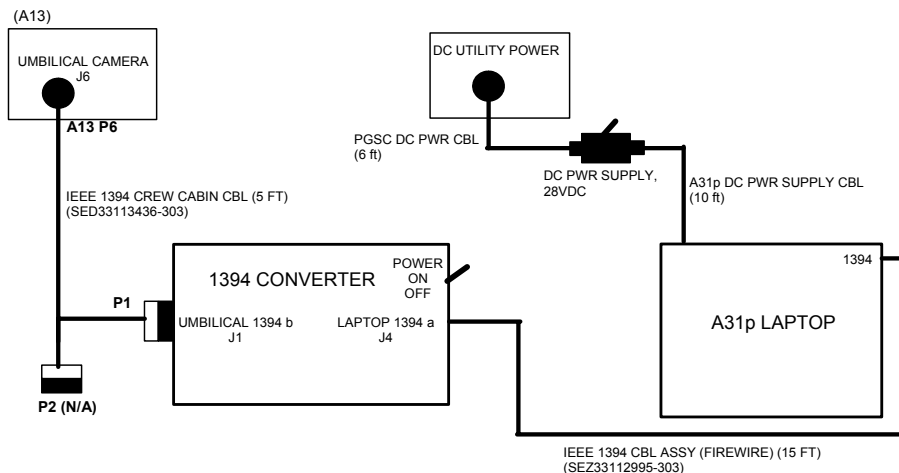 (A13)
UMBILICAL CAMERA
J6
A13 P6
DC UTILITY POWER
PGSC DC PWR CBL
(6 ft)
DC PWR SUPPLY,
28VDC
A31p DC PWR SUPPLY CBL
(10 ft)
IEEE 1394 CREW CABIN CBL (5 FT)
(SED33113436-303)
P1
1394 CONVERTER
POWER
ON
OFF
UMBILICAL 1394 b
J1
LAPTOP 1394 a
J4
1394
A31p LAPTOP
P2 (N/A)
IEEE 1394 CBL ASSY (FIREWIRE) (15 FT)
(SEZ33112995-303)